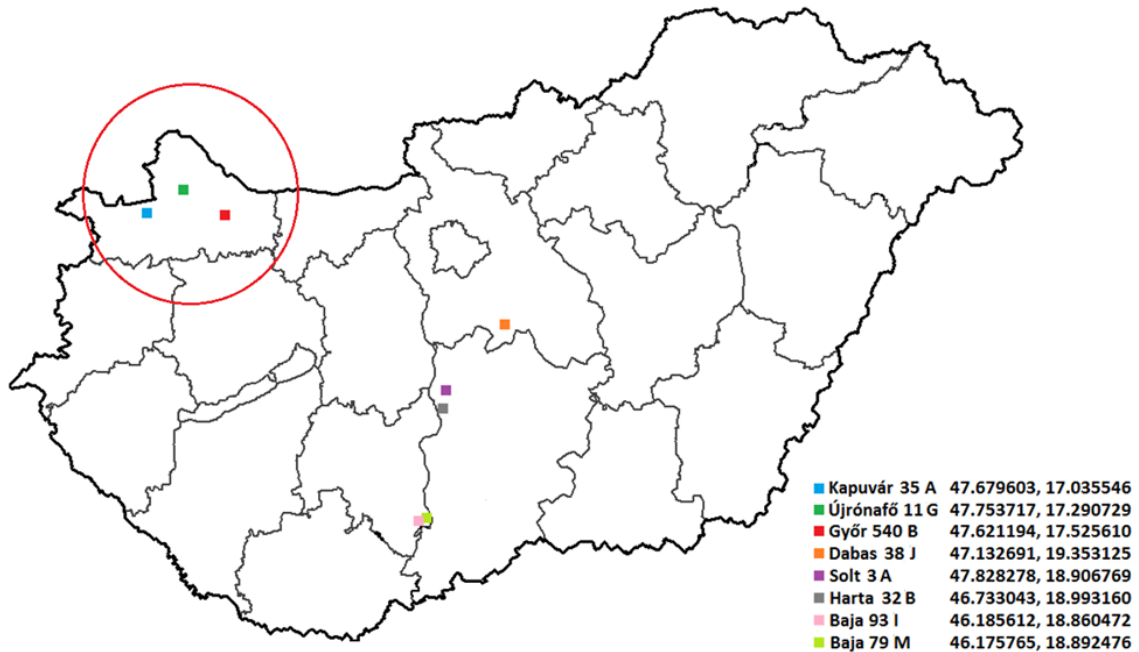 Kapuvár 35 A 47.679603, 17.035546
Újrónafő 11 G 47.753717, 17.290729
Győr 540 B 47.621194, 17.525610
Dabas 38 J 47.132691, 19.353125
Solt 3 A 47.828278, 18.906769
Harta 32 B 46.733043, 18.993160
Baja 93 I 46.185612, 18.860472
Baja 79 M 46.175765, 18.892476